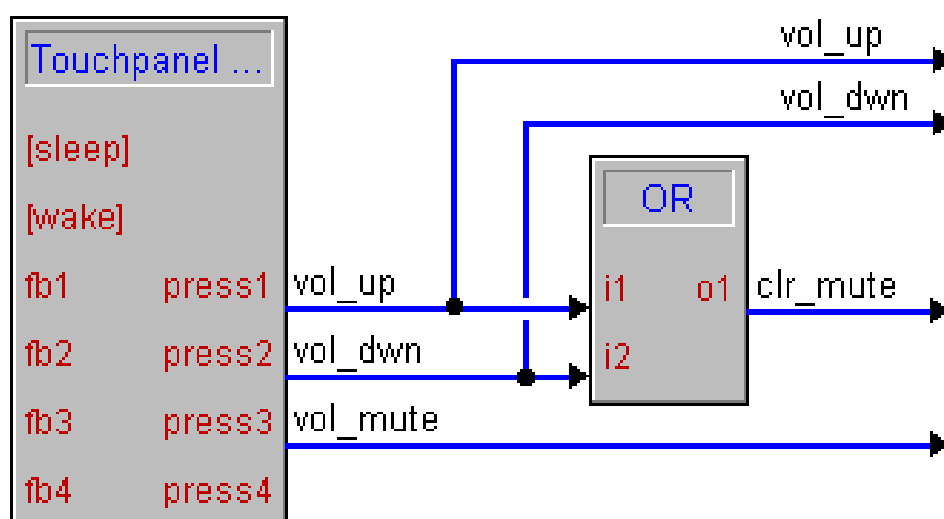 vol_up
Touchpanel ...
vol_dwn
[sleep]
OR
[wake]
fb1 press1 vol_up i1 o1 clr_mute
fb2 press2 vol_dwn i2
fb3 press3 vol_mute
fb4 press4